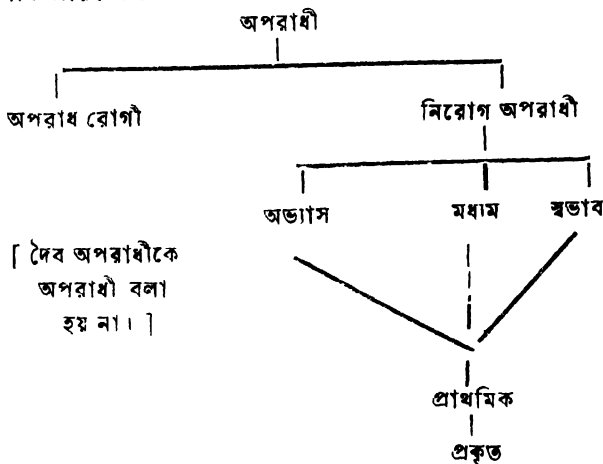 অপরাধী
অপরাধ রোগী
নিরোগ অপরাধী
অভ্যাস
মধ্যম
স্বভাব
[ দৈব অপরাধীকে
অপরাধী বলা
হয় না। ]
প্রাথমিক
প্রকৃত